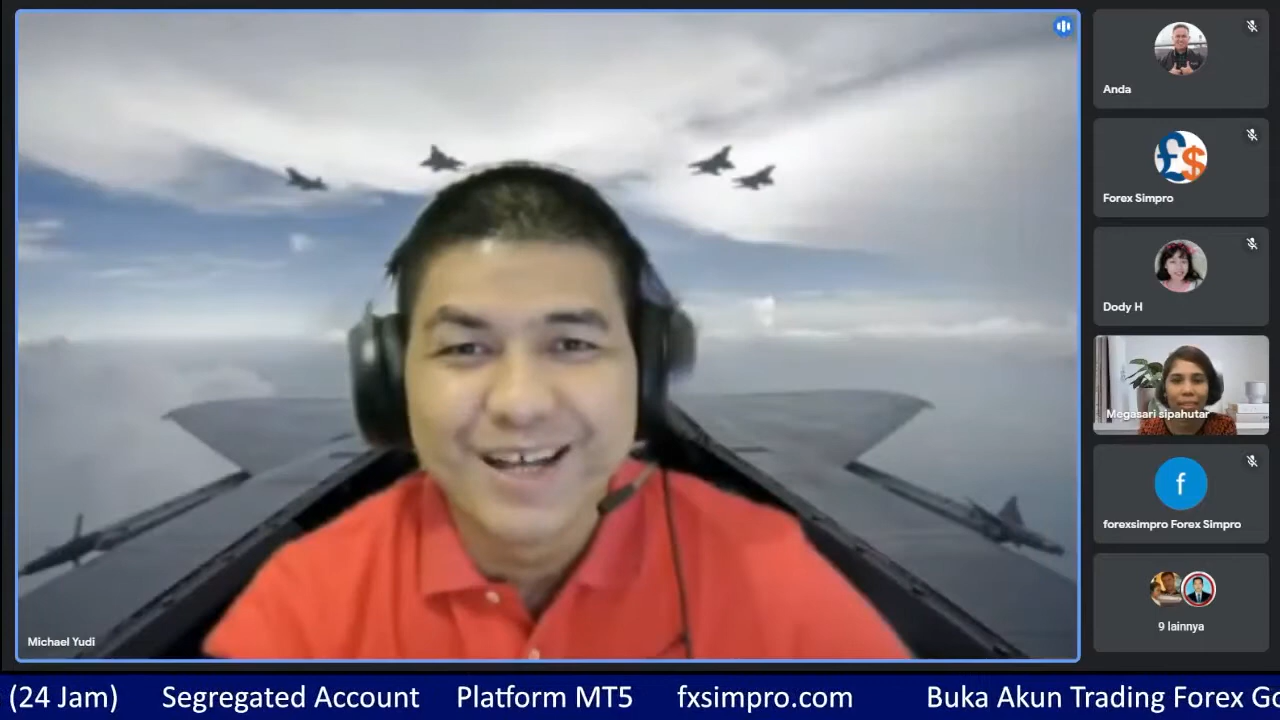 Anda
Forex Simpro
Dody H
Megasari sipahutar
f
forexsimpro Forex Simpro
9 lainnya
Michael Yudi
(24 Jam) Segregated Account Platform MT5 fxsimpro.com Buka Akun Trading Forex Go